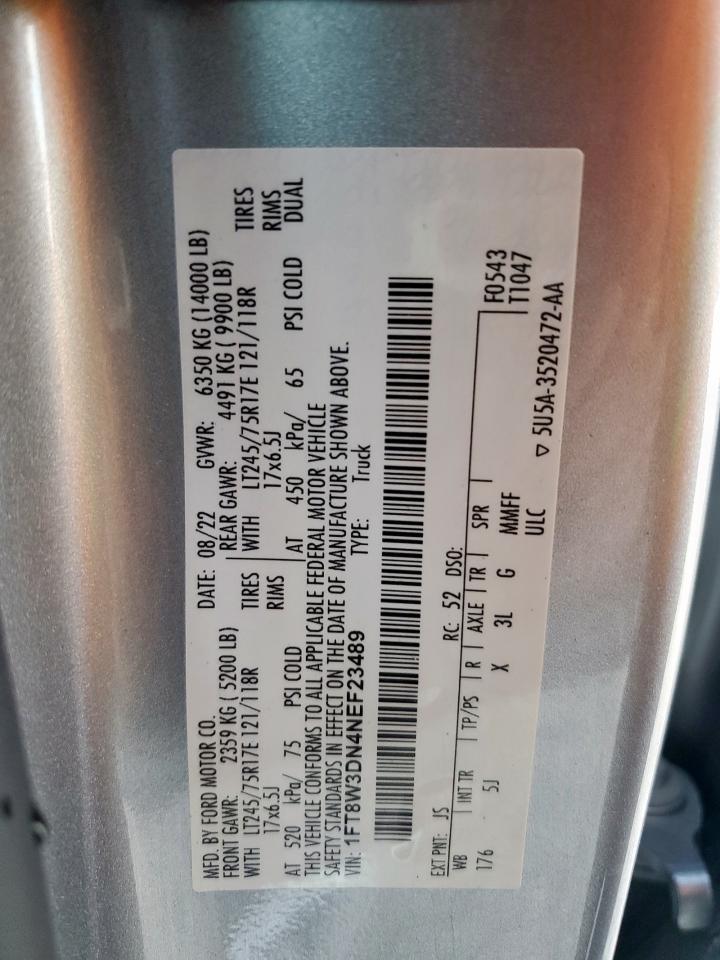 MFD. BY FORD MOTOR CO.
DATE: 08/22 GVWR: 6350 KG (14000 LB)
FRONT GAWR: 2359 KG ( 5200 LB) REAR GAWR: 4491 KG ( 9900 LB)
WITH LT245/75R17E 121/118R TIRES WITH LT245/75R17E 121/118R TIRES
17x6.5J RIMS 17x6.5J RIMS
AT 520 kPa/ 75 PSI COLD AT 450 kPa/ 65 PSI COLD DUAL
THIS VEHICLE CONFORMS TO ALL APPLICABLE FEDERAL MOTOR VEHICLE
SAFETY STANDARDS IN EFFECT ON THE DATE OF MANUFACTURE SHOWN ABOVE.
VIN: 1FT8W3DN4NEF23489 TYPE: Truck
EXT PNT: JS RC: 52 DSO: F0543
WB INT TR TP/PS R AXLE TR SPR T1047
176 5J X 3L G MMFF
ULC ▽ 5U5A-3520472-AA